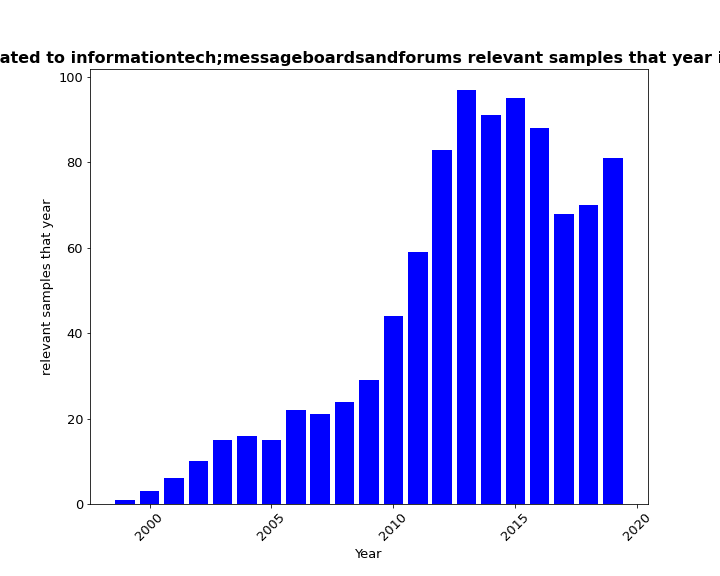 ated to informationtech;messageboardsandforums relevant samples that year i
100
80
60
40
20
0
relevant samples that year
2000 2005 2010 2015 2020
Year